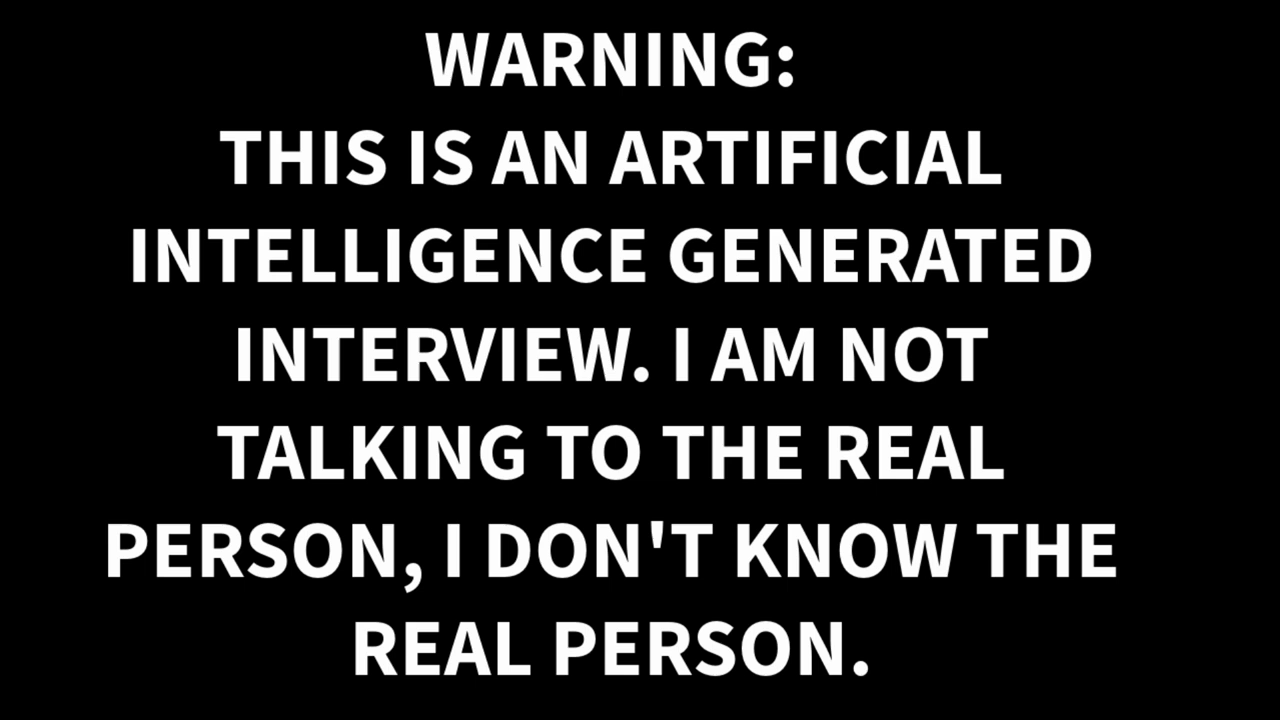 WARNING:
THIS IS AN ARTIFICIAL
INTELLIGENCE GENERATED
INTERVIEW. I AM NOT
TALKING TO THE REAL
PERSON, I DON'T KNOW THE
REAL PERSON.